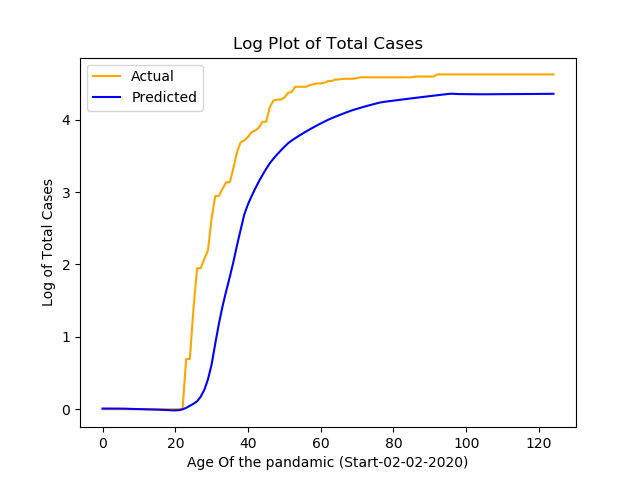 Log Plot of Total Cases
Actual
Predicted
Log of Total Cases
4
3
2
1
0
0 20 40 60 80 100 120
Age Of the pandamic (Start-02-02-2020)